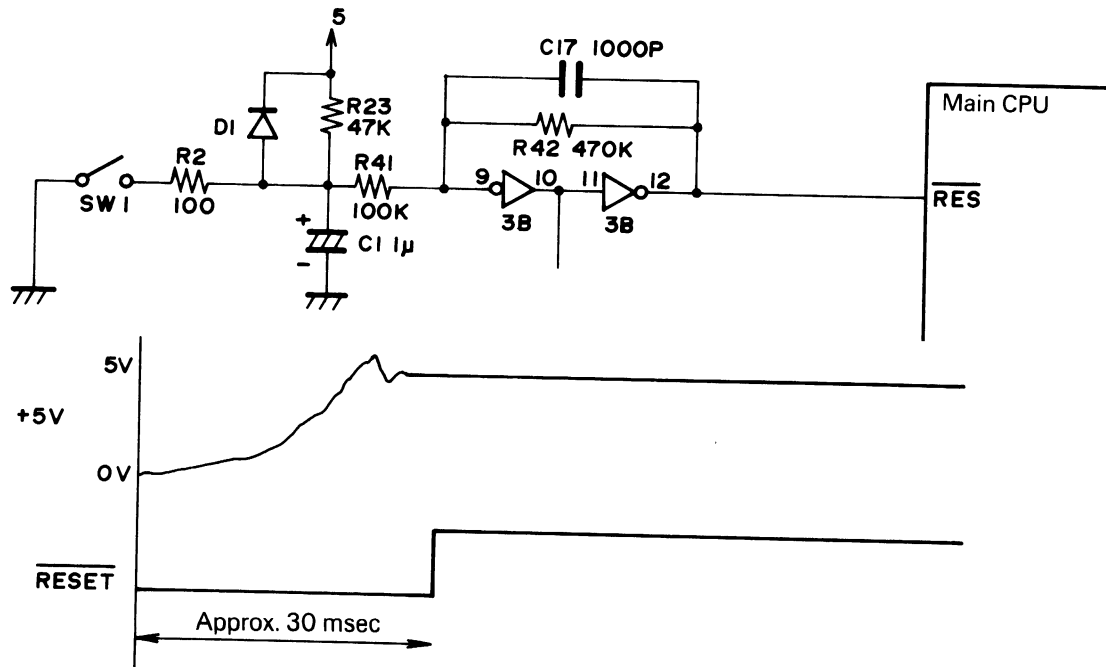 5
C17 1000P
D1
R23
47K
R42 470K
Main CPU
R2
100
R41
100K
9
10
11
12
3B
3B
SW1
RES
+
C1 1µ
-
5V
+5V
0V
RESET
Approx. 30 msec